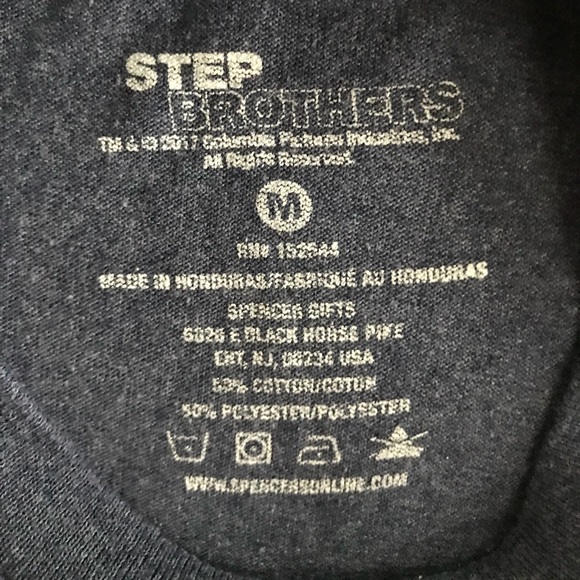 STEP
BROTHERS
TM & © 2017 Columbia Pictures Industries, Inc.
All Rights Reserved.
M
RN# 152544
MADE IN HONDURAS/FABRIQUÉ AU HONDURAS
SPENCER GIFTS
6826 E BLACK HORSE PIKE
EHT, NJ, 08234 USA
50% COTTON/COTON
50% POLYESTER/POLYESTER
WWW.SPENCERSONLINE.COM